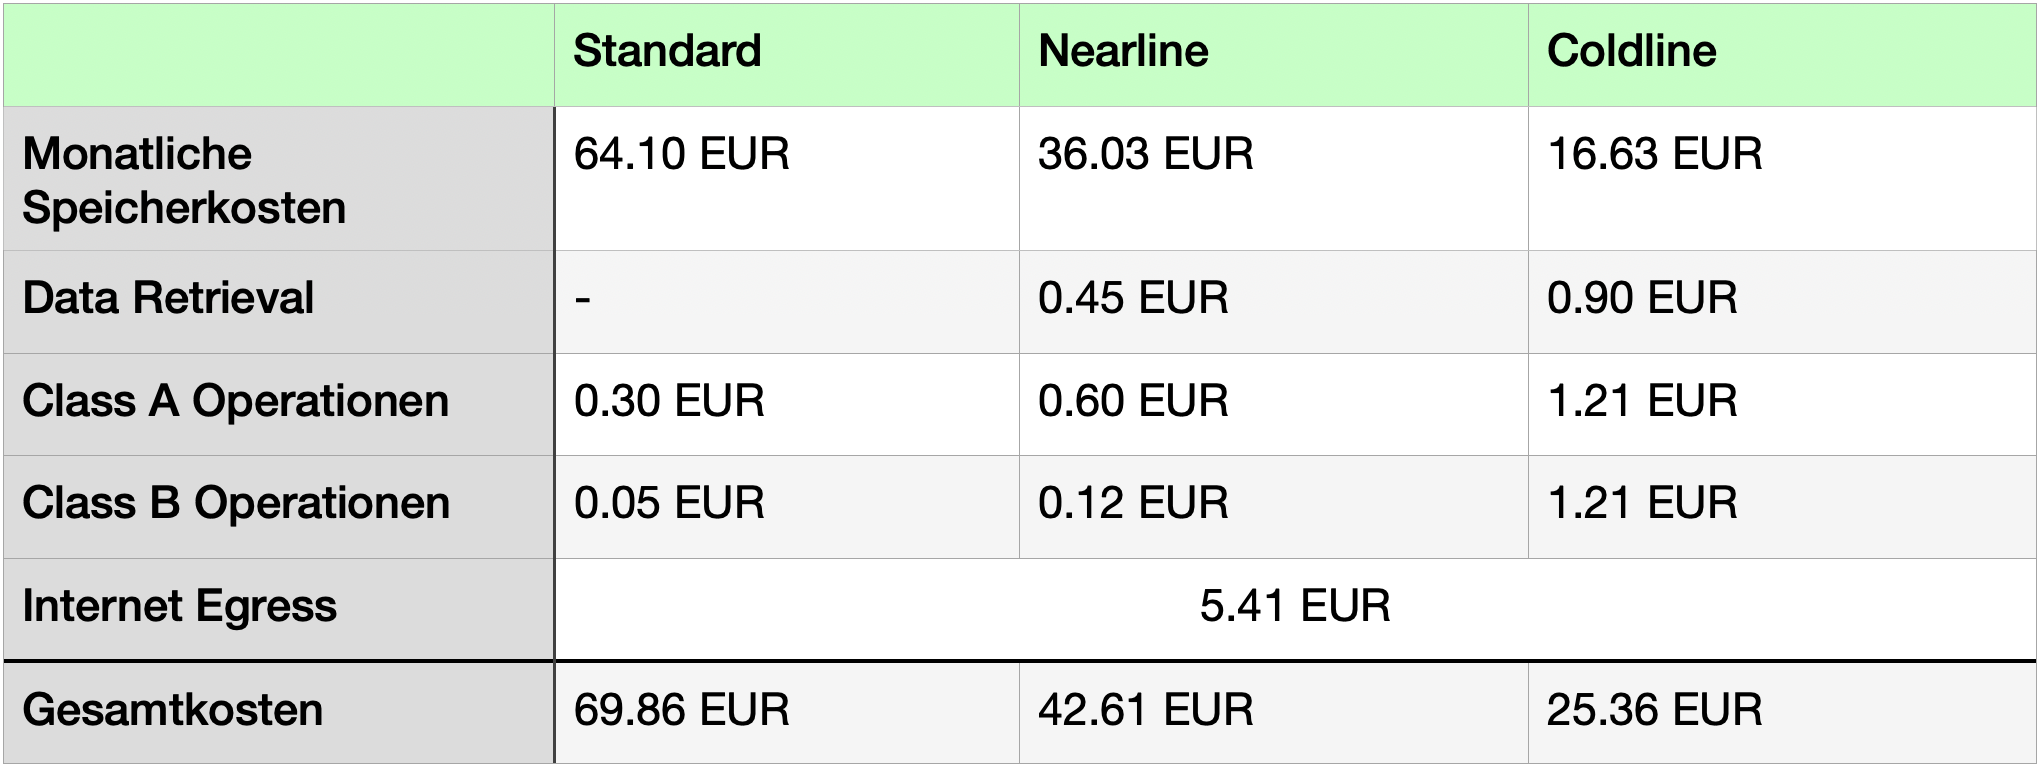 Standard Nearline Coldline
Monatliche 64.10 EUR 36.03 EUR 16.63 EUR
Speicherkosten
Data Retrieval - 0.45 EUR 0.90 EUR
Class A Operationen 0.30 EUR 0.60 EUR 1.21 EUR
Class B Operationen 0.05 EUR 0.12 EUR 1.21 EUR
Internet Egress 5.41 EUR
Gesamtkosten 69.86 EUR 42.61 EUR 25.36 EUR